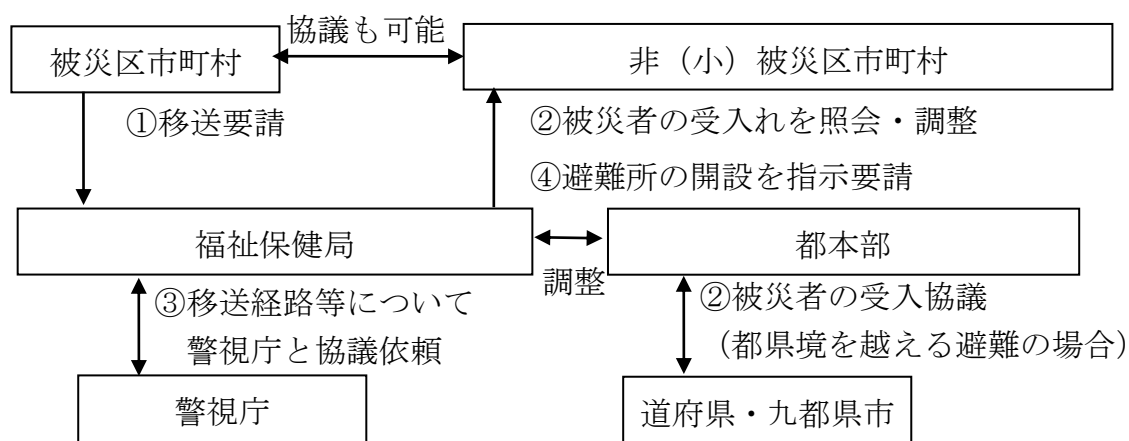 協議も可能
被災区市町村
非（小）被災区市町村
①移送要請
②被災者の受入れを照会・調整
④避難所の開設を指示要請
福祉保健局
都本部
調整
③移送経路等について
警視庁と協議依頼
②被災者の受入協議
（都県境を越える避難の場合）
警視庁
道府県・九都県市